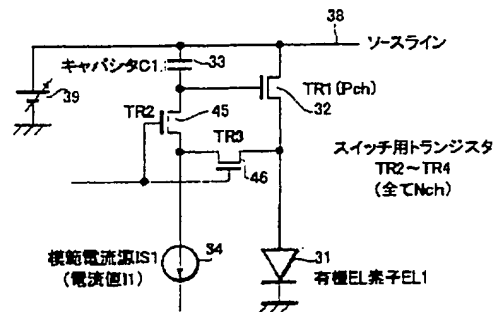 38
ソースライン
キャパシタC1
33
39
TR1(Pch)
32
TR2
45
TR3
46
スイッチ用トランジスタ
TR2～TR4
(全てNch)
模範電流源IS1
(電流値I1)
34
31
有機EL素子EL1